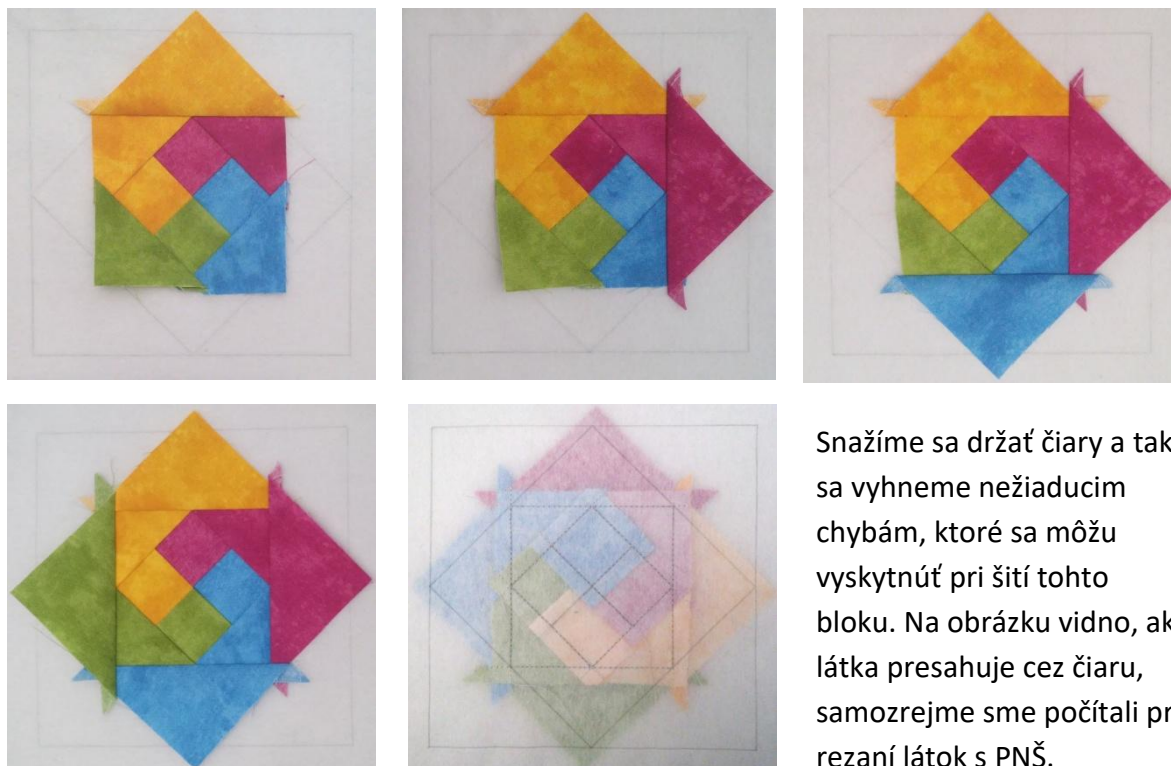 Snažíme sa držať čiary a tak
sa vyhneme nežiaducim
chybám, ktoré sa môžu
vyskytnúť pri šití tohto
bloku. Na obrázku vidno, ak
látka presahuje cez čiaru,
samozrejme sme počítali pr
rezaní látok s PNŠ.